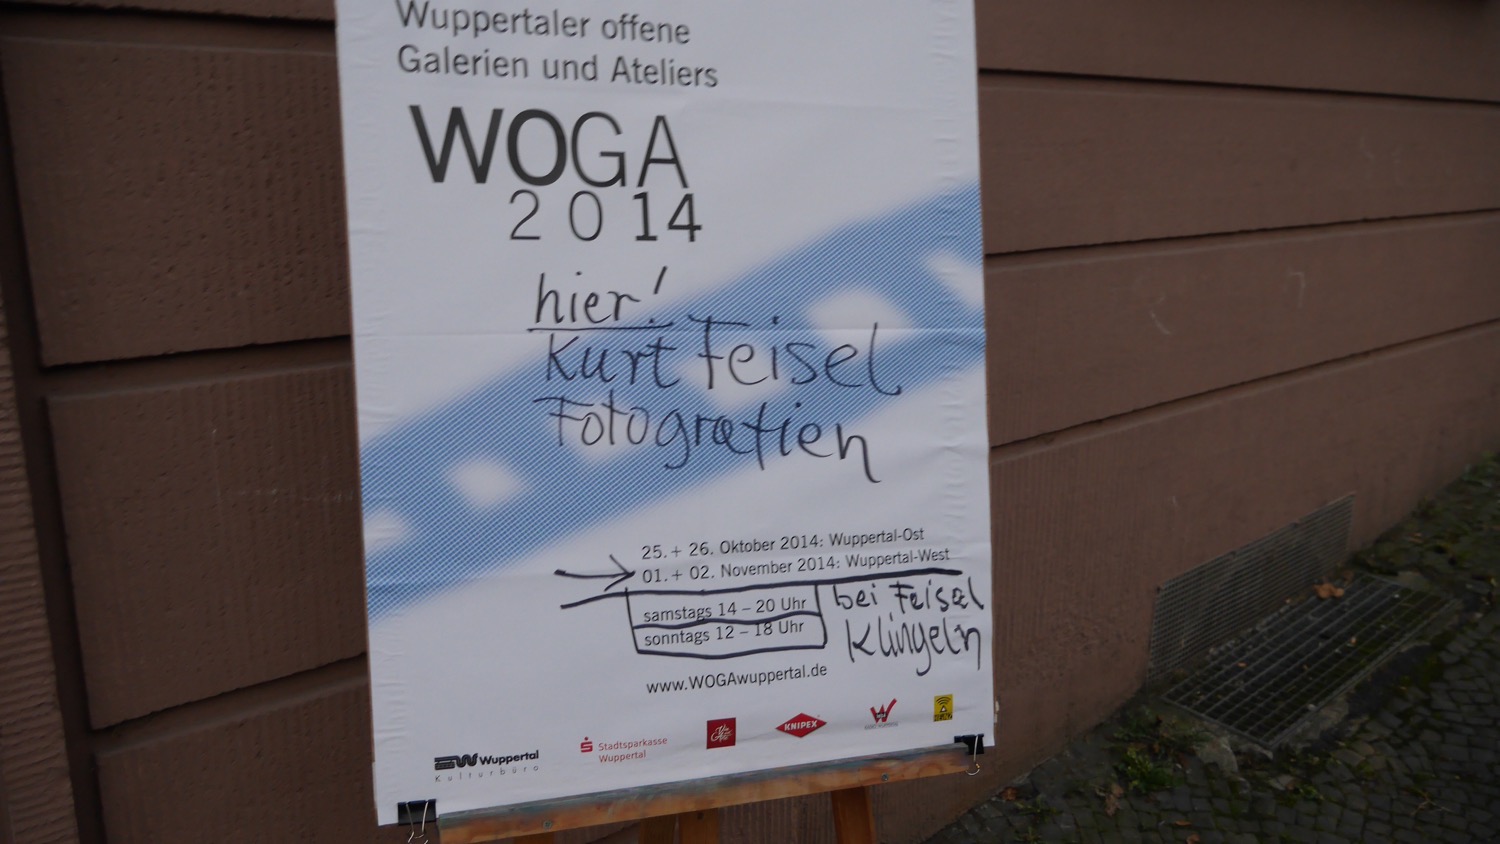 Wuppertaler offene
Galerien und Ateliers
WOGA
2014
hier!
Kurt Feisel
Fotografien
25. + 26. Oktober 2014: Wuppertal-Ost
01. + 02. November 2014: Wuppertal-West
samstags 14 – 20 Uhr
sonntags 12 – 18 Uhr
bei Feisel
Klingeln
www.WOGAwuppertal.de
Wuppertal
Kulturbüro
Stadtsparkasse
Wuppertal
KNIPEX